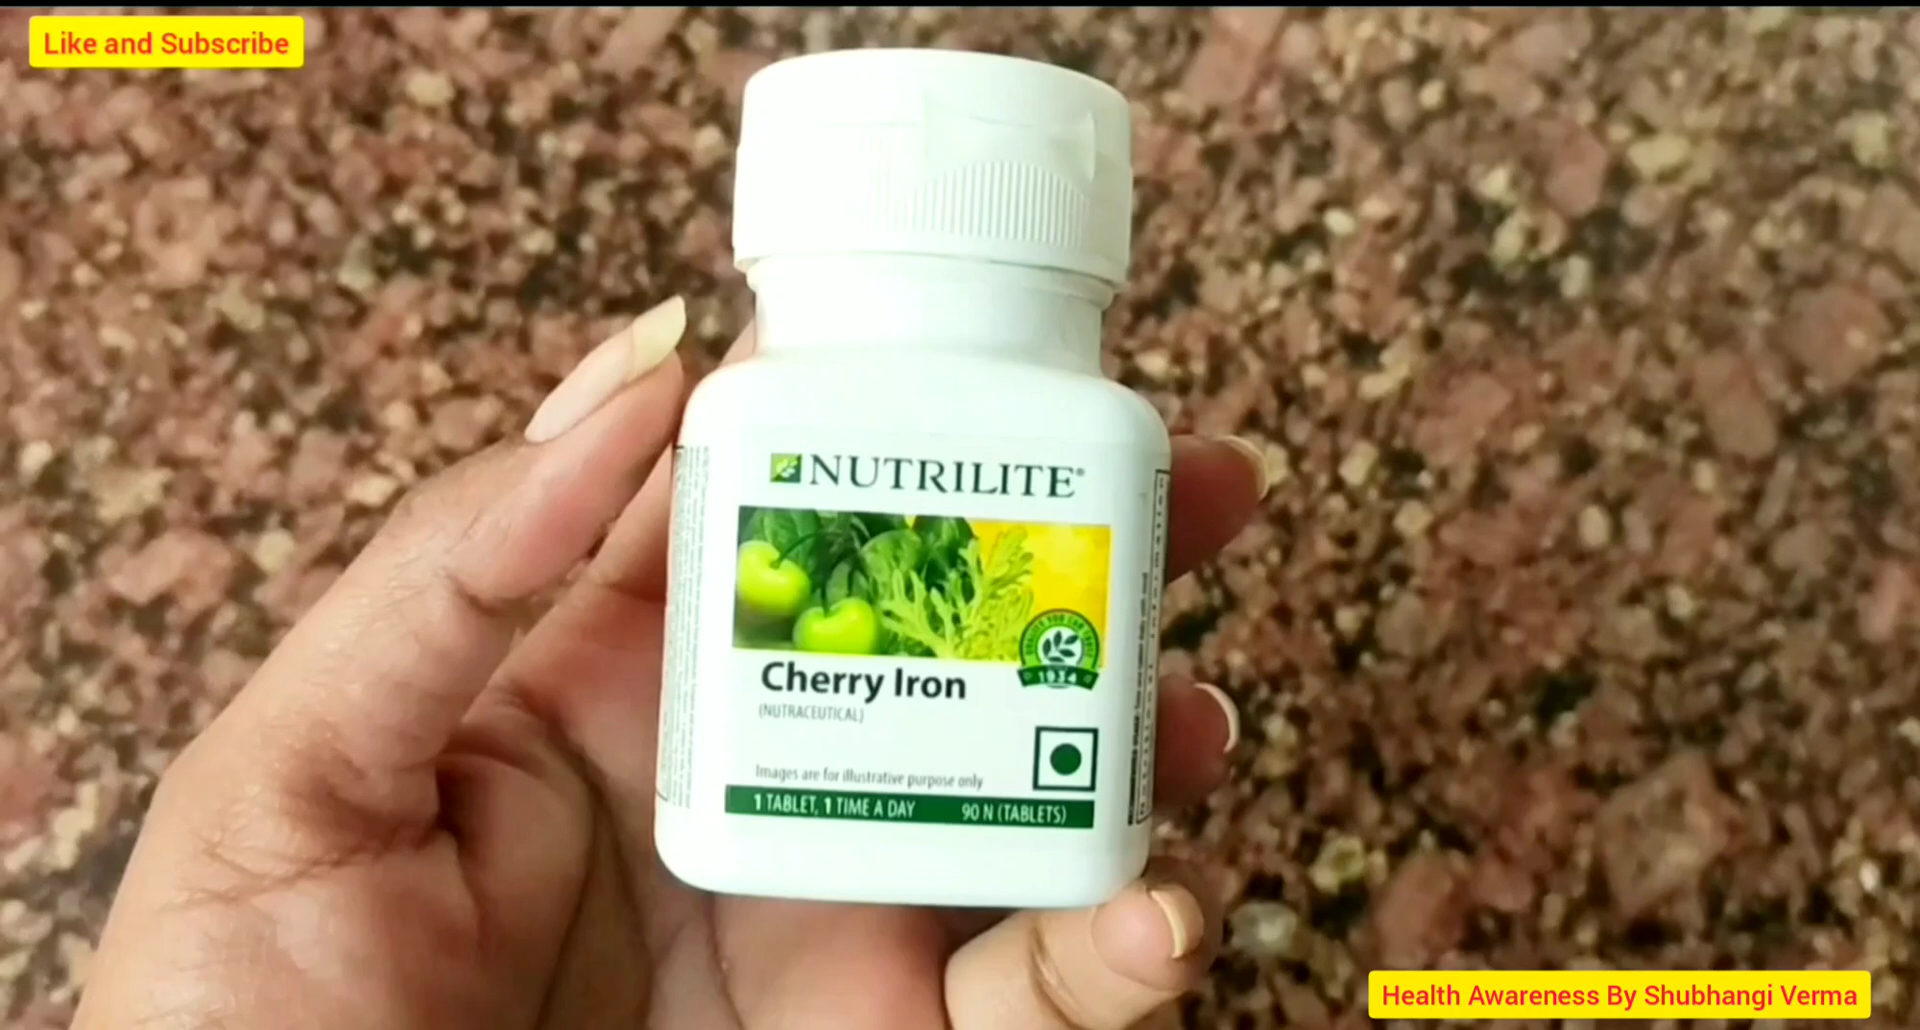 Like and Subscribe
NUTRILITE®
1934
Cherry Iron
(NUTRACEUTICAL)
Images are for illustrative purpose only
1 TABLET, 1 TIME A DAY 90 N (TABLETS)
Health Awareness By Shubhangi Verma